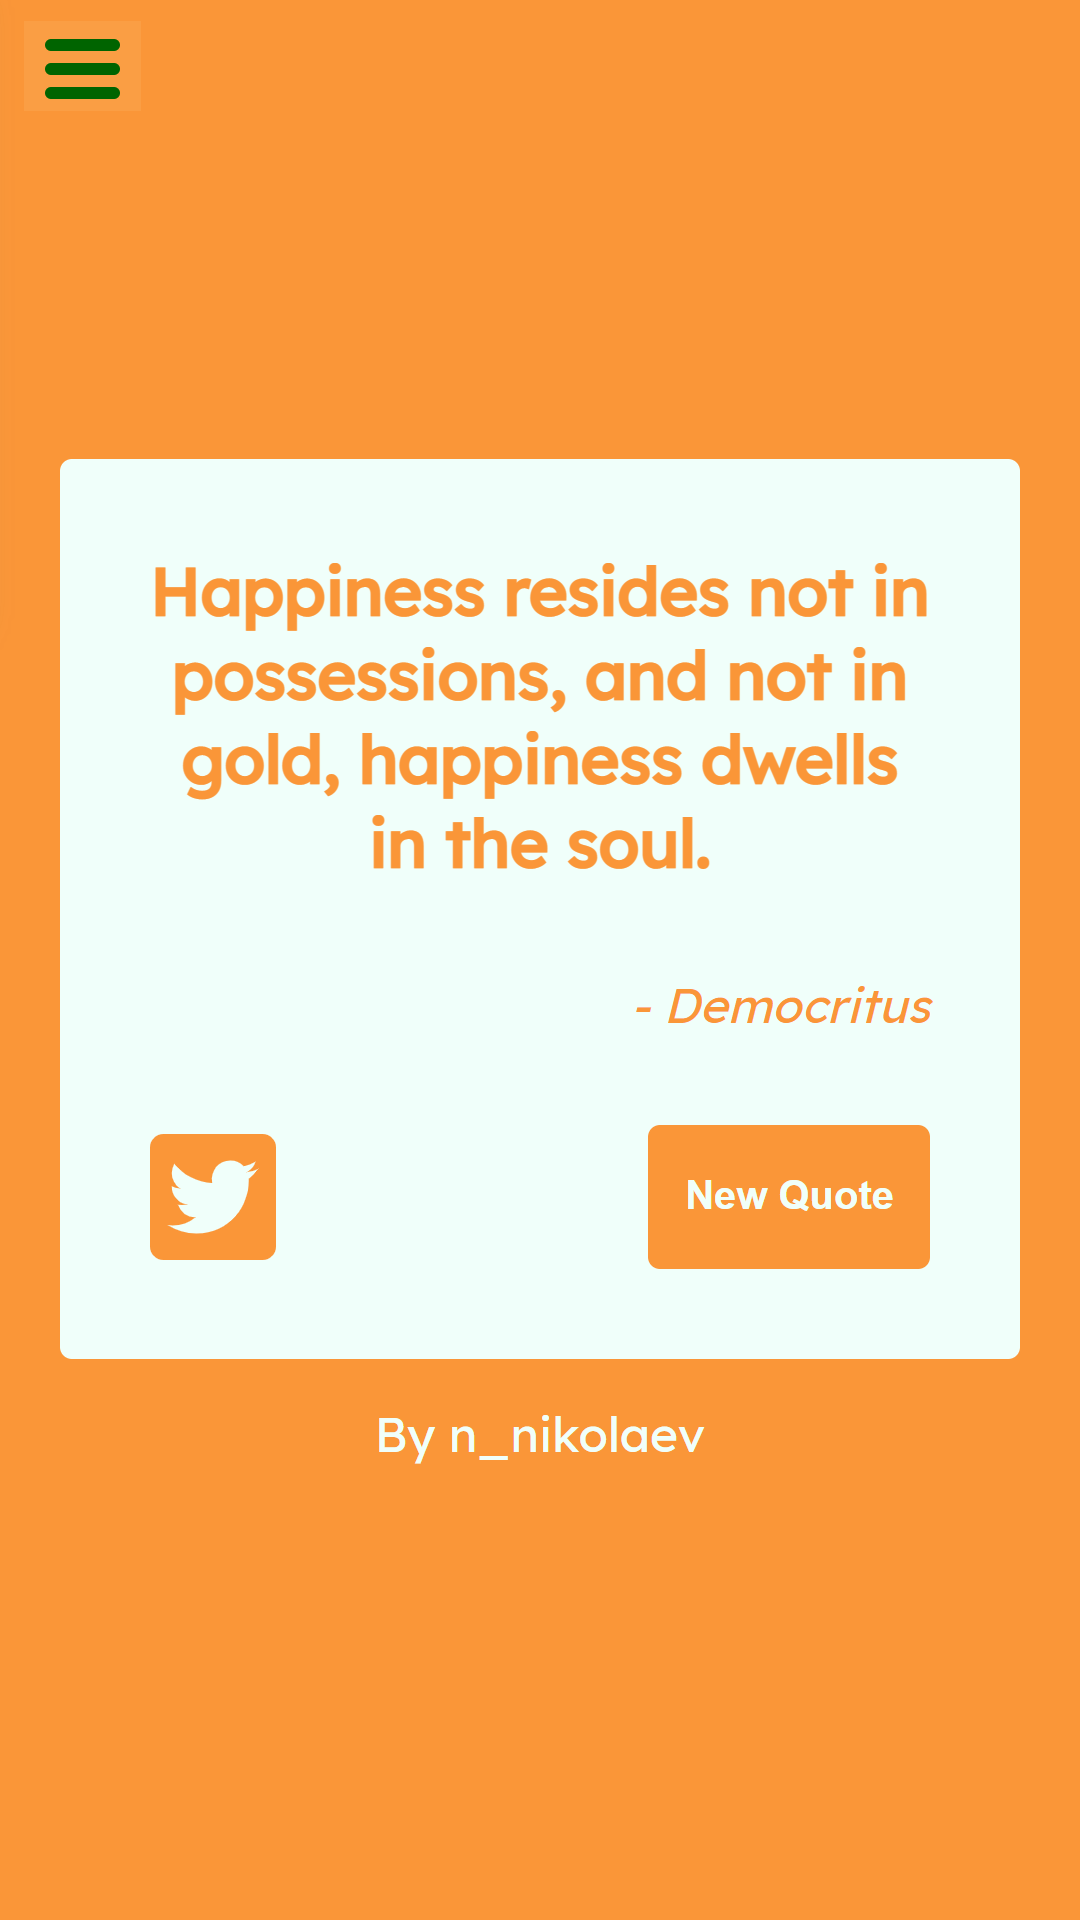 Happiness resides not in
possessions, and not in
gold, happiness dwells
in the soul.
- Democritus
New Quote
By n_nikolaev